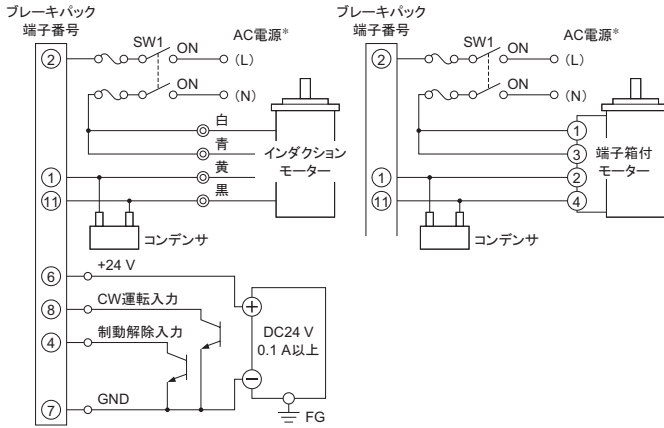 ブレーキパック
端子番号
②
SW1
ON
AC電源*
(L)
ON
(N)
白
青
黄
黒
インダクション
モーター
①
⑪
コンデンサ
⑥
+24 V
⑧
CW運転入力
④
制動解除入力
⑦
GND
+
−
DC24 V
0.1 A以上
FG
ブレーキパック
端子番号
②
SW1
ON
AC電源*
(L)
ON
(N)
①
③
②
④
端子箱付
モーター
①
⑪
コンデンサ